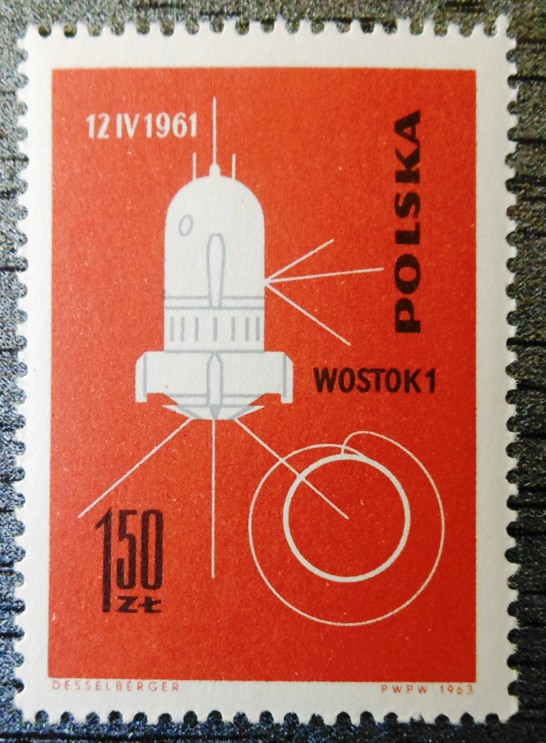 12 IV 1961
POLSKA
WOSTOK 1
1.50
ZŁ
DESSELBERGER
PWPW 1963